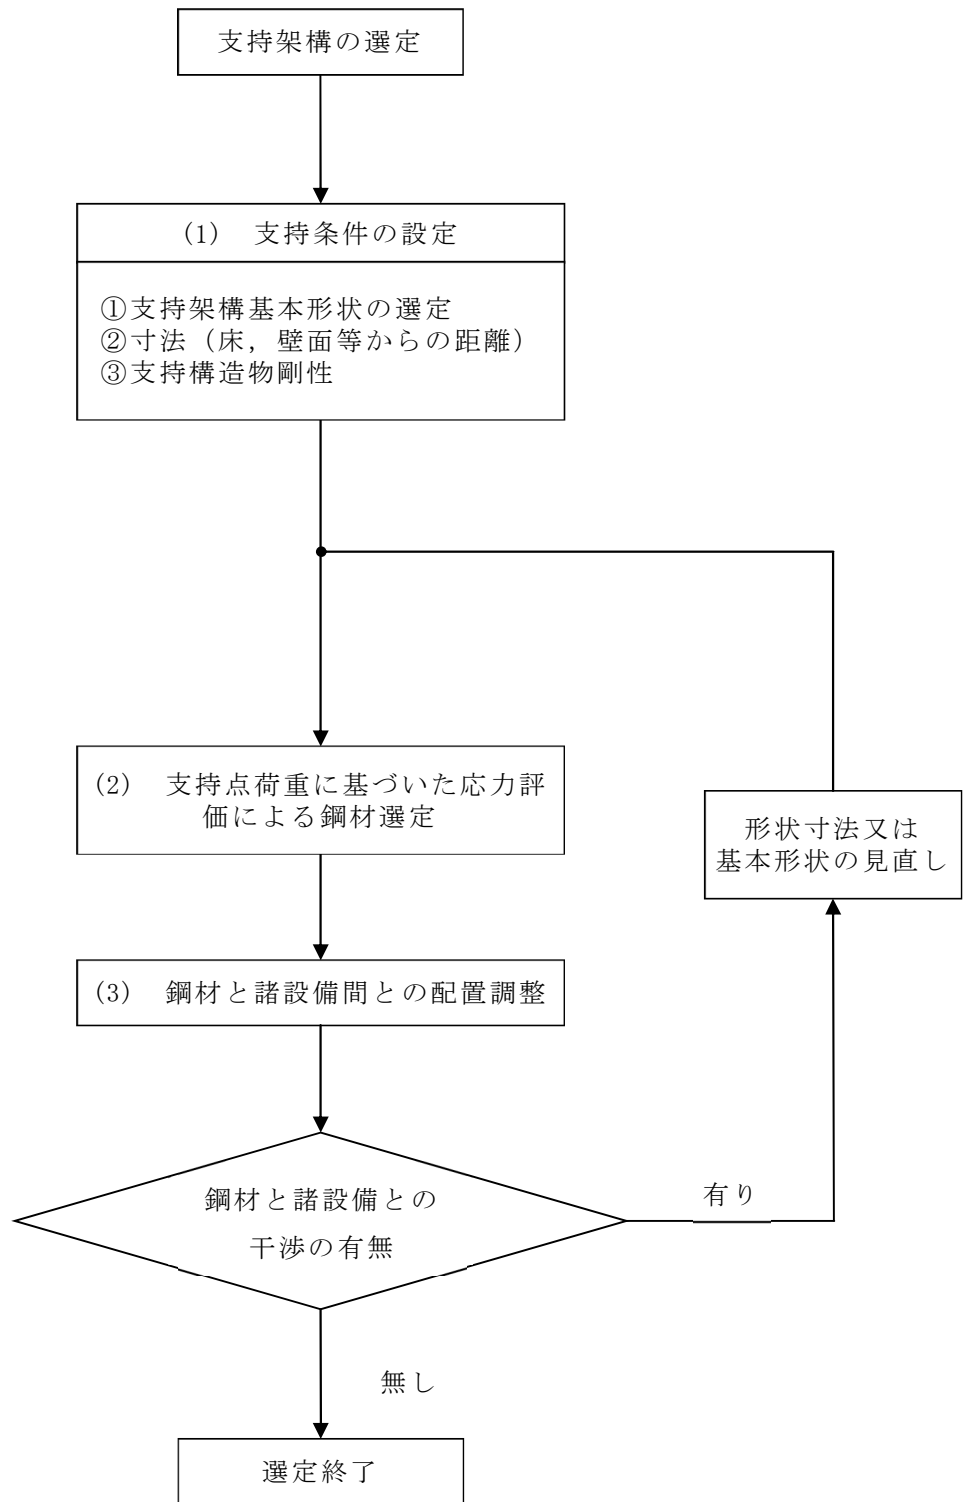 支持架構の選定
(1) 支持条件の設定
①支持架構基本形状の選定
②寸法（床，壁面等からの距離）
③支持構造物剛性
(2) 支持点荷重に基づいた応力評
価による鋼材選定
形状寸法又は
基本形状の見直し
(3) 鋼材と諸設備間との配置調整
鋼材と諸設備との
干渉の有無
有り
無し
選定終了